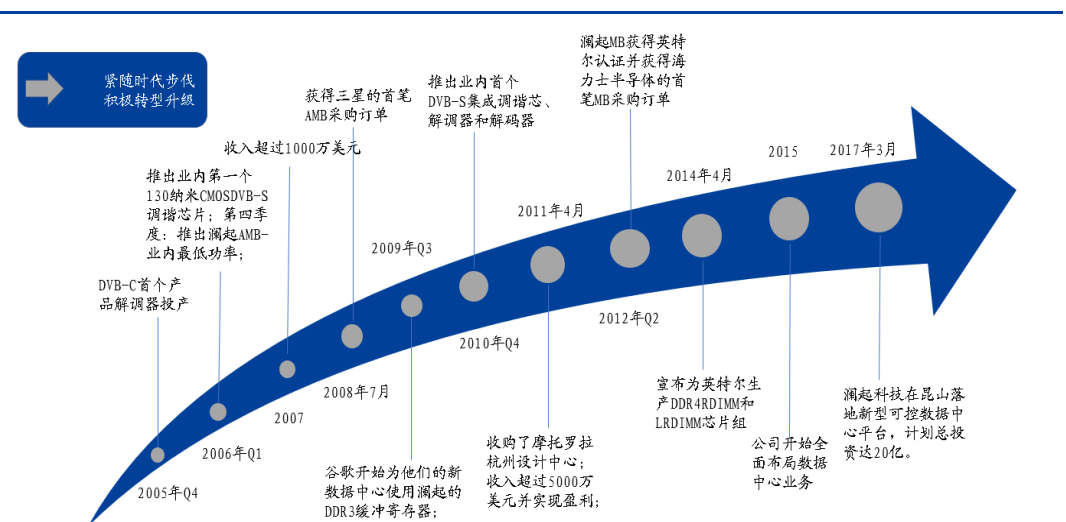 紧随时代步伐
积极转型升级
DVB-C首个产
品解调器投产
2005年Q4
推出业内第一个
130纳米CMOSDVB-S
调谐芯片；第四季
度：推出澜起AMB-
业内最低功率；
2006年Q1
收入超过1000万美元
2007
获得三星的首笔
AMB采购订单
2008年7月
2009年Q3
谷歌开始为他们的新
数据中心使用澜起的
DDR3缓冲寄存器；
推出业内首个
DVB-S集成调谐芯、
解调器和解码器
2010年Q4
2011年4月
收购了摩托罗拉
杭州设计中心；
收入超过5000万
美元并实现盈利；
澜起MB获得英特
尔认证并获得海
力士半导体的首
笔MB采购订单
2012年Q2
2014年4月
宣布为英特尔生
产DDR4RDIMM和
LRDIMM芯片组
2015
公司开始全
面布局数据
中心业务
2017年3月
澜起科技在昆山落
地新型可控数据中
心平台，计划总投
资达20亿。